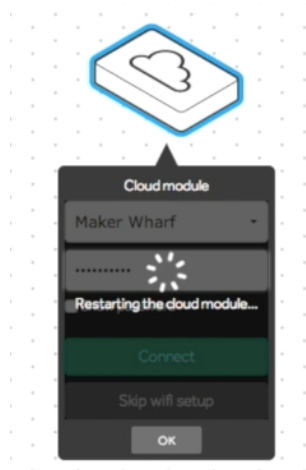 Cloud module
Maker Wharf
••••••••••
Restarting the cloud module...
Connect
Skip wifi setup
OK